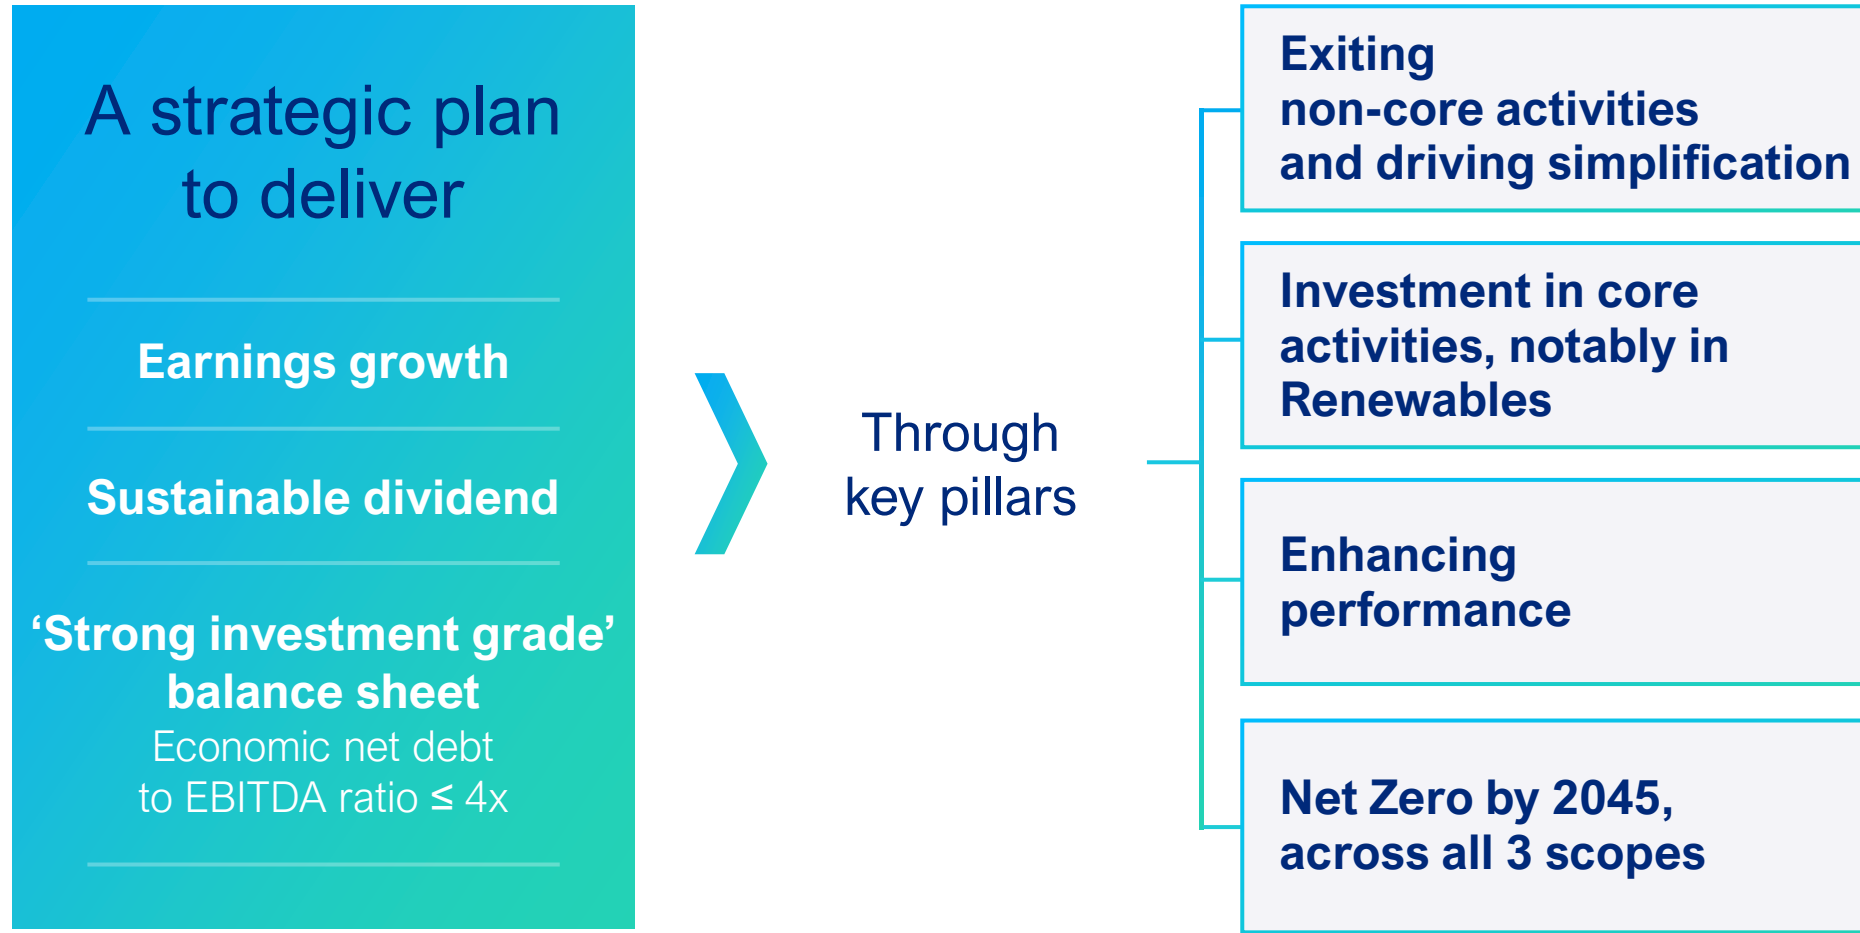 A strategic plan
to deliver
Earnings growth
Sustainable dividend
‘Strong investment grade’
balance sheet
Economic net debt
to EBITDA ratio ≤ 4x
Through
key pillars
Exiting
non-core activities
and driving simplification
Investment in core
activities, notably in
Renewables
Enhancing
performance
Net Zero by 2045,
across all 3 scopes